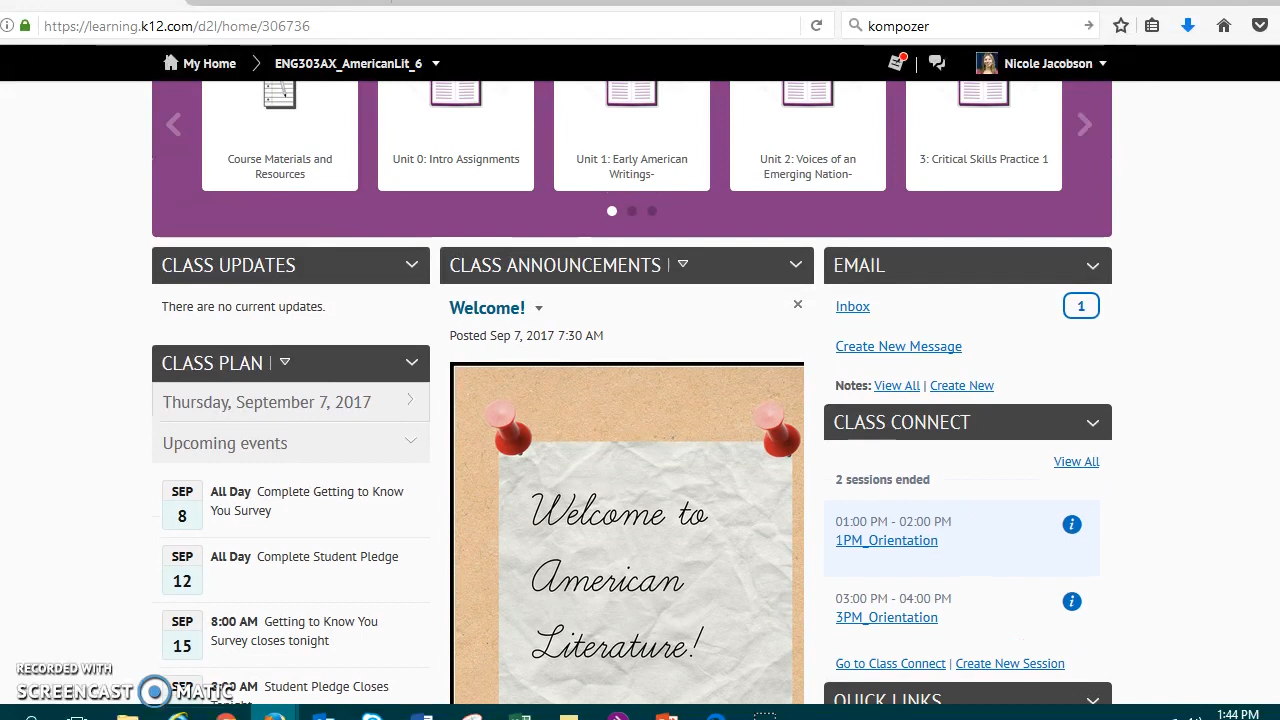 https://learning.k12.com/d2l/home/306736
kompozer
My Home
ENG303AX_AmericanLit_6
Nicole Jacobson
Course Materials and
Resources
Unit 0: Intro Assignments
Unit 1: Early American
Writings-
Unit 2: Voices of an
Emerging Nation-
3: Critical Skills Practice 1
CLASS UPDATES
There are no current updates.
CLASS PLAN
Thursday, September 7, 2017
Upcoming events
SEP
8
All Day Complete Getting to Know
You Survey
SEP
12
All Day Complete Student Pledge
SEP
15
8:00 AM Getting to Know You
Survey closes tonight
SEP
8:00 AM Student Pledge Closes
Tonight
CLASS ANNOUNCEMENTS
Welcome!
Posted Sep 7, 2017 7:30 AM
Welcome to
American
Literature!
EMAIL
Inbox
1
Create New Message
Notes: View All | Create New
CLASS CONNECT
View All
2 sessions ended
01:00 PM - 02:00 PM
1PM_Orientation
03:00 PM - 04:00 PM
3PM_Orientation
Go to Class Connect | Create New Session
QUICK LINKS
RECORDED WITH
SCREENCAST MATIC
1:44 PM